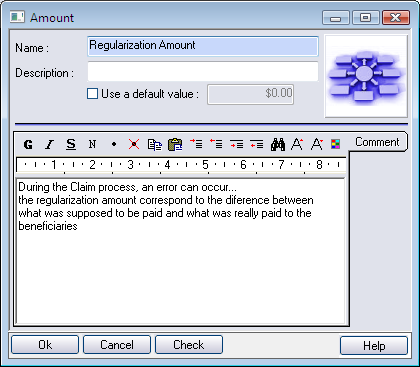 Amount
Name :
Regularization Amount
Description :
Use a default value :
$0.00
G I S N
Comment
1 2 3 4 5 6 7 8
During the Claim process, an error can occur...
the regularization amount correspond to the diference between
what was supposed to be paid and what was really paid to the
beneficiaries
Ok
Cancel
Check
Help